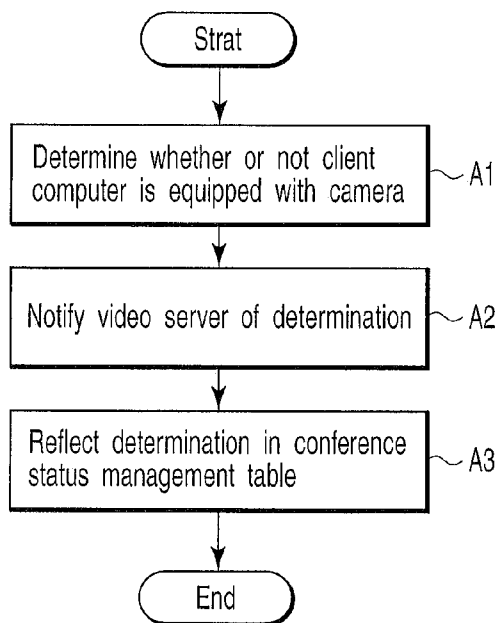 Strat
Determine whether or not client
computer is equipped with camera
A1
Notify video server of determination
A2
Reflect determination in conference
status management table
A3
End